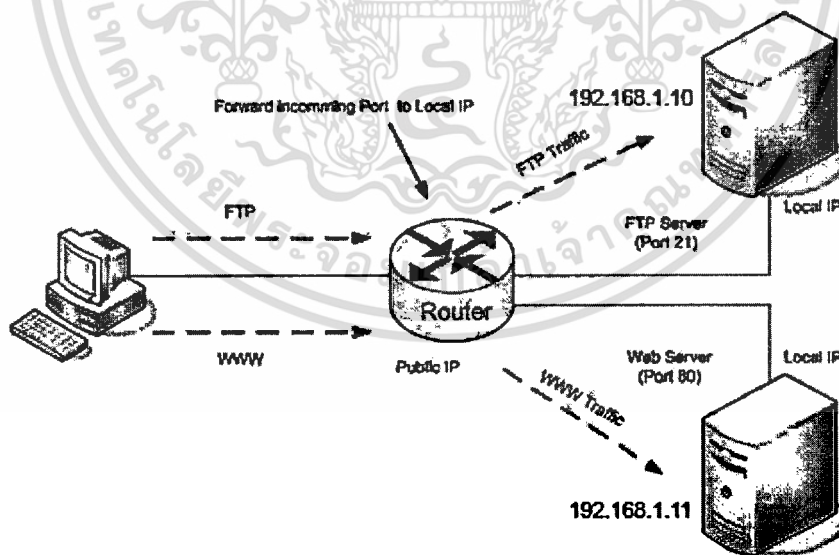 Forward Incomming Port to Local IP
192.168.1.10
FTP Traffic
FTP
FTP Server
(Port 21)
Local IP
Router
WWW
Public IP
Web Server
(Port 80)
Local IP
WWW Traffic
192.168.1.11